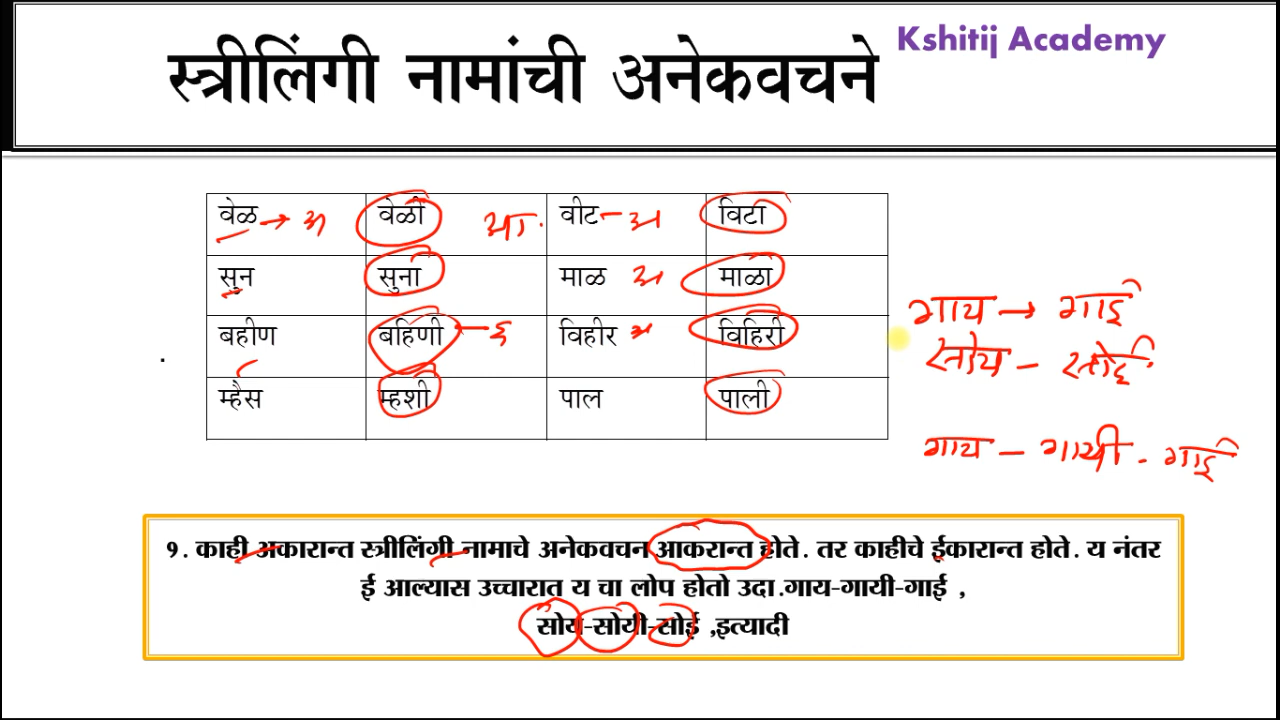 Kshitij Academy
स्त्रीलिंगी नामांची अनेकवचने
वेळ → अ वेळा आ. वीट – अ विटा
सुन सुना माळ अ माळा
बहीण बहिणी – ई विहीर अ विहिरी
म्हैस म्हशी पाल पाली
गाय → गाई
सोय – सोई
गाय – गायी - गाई
१. काही अकारान्त स्त्रीलिंगी नामाचे अनेकवचन आकरान्त होते. तर काहीचे ईकारान्त होते. य नंतर
ई आल्यास उच्चारात य चा लोप होतो उदा.गाय-गायी-गाई ,
सोय-सोयी-सोई ,इत्यादी